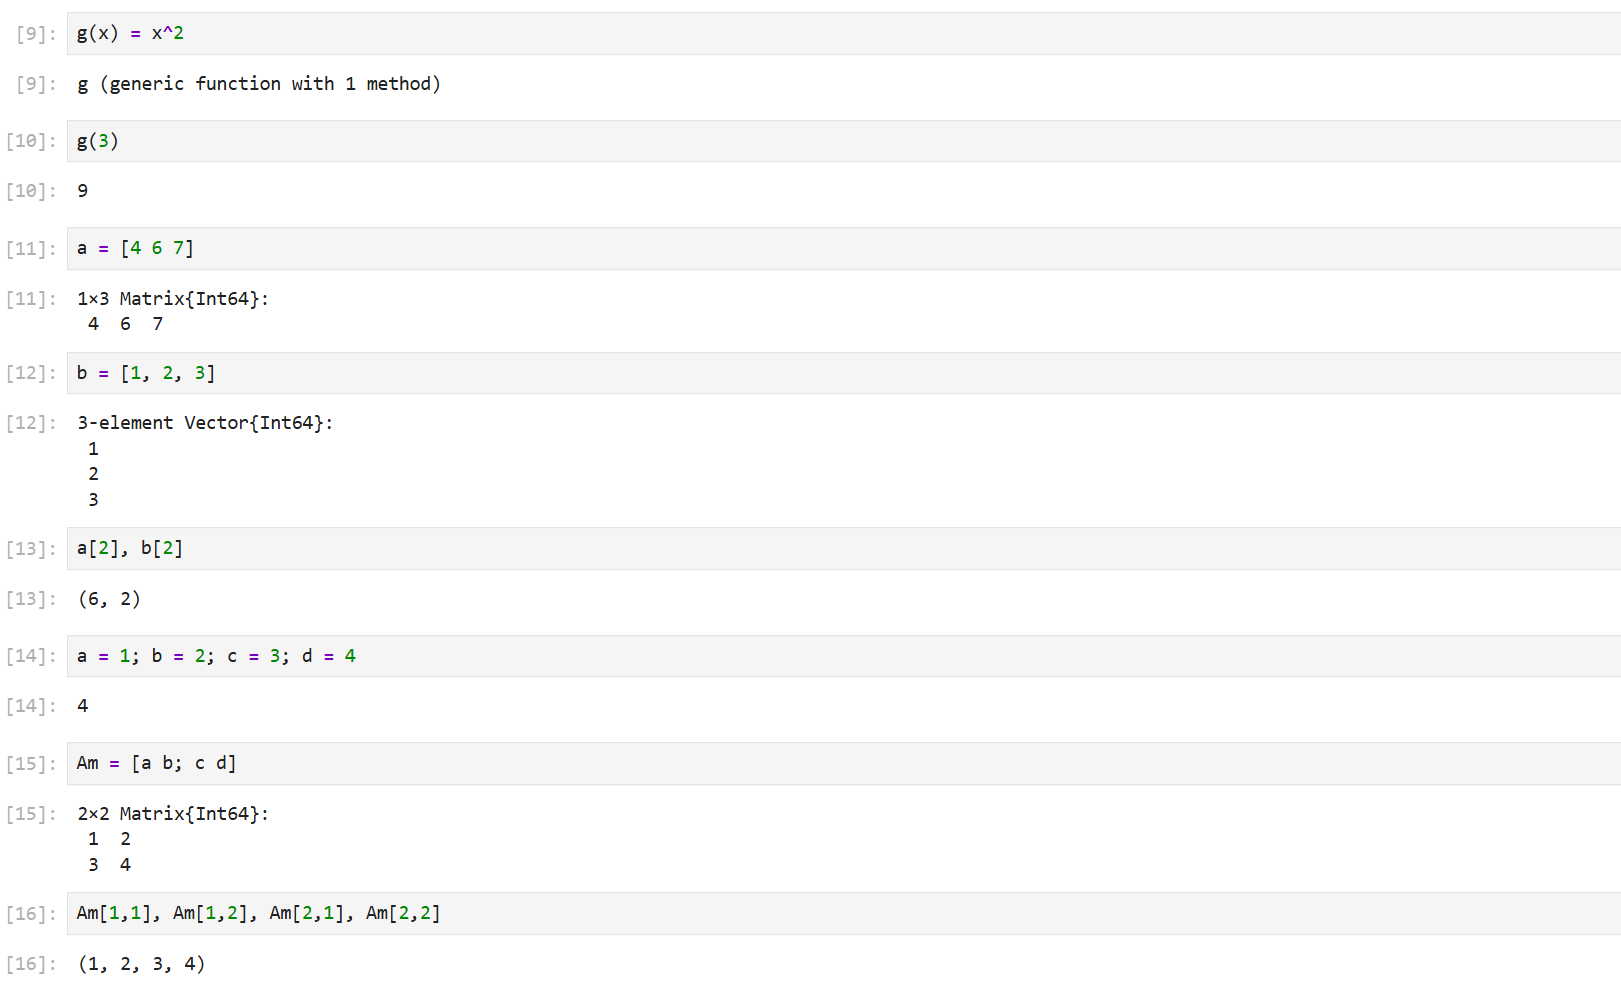 [9]: g(x) = x^2
[9]: g (generic function with 1 method)
[10]: g(3)
[10]: 9
[11]: a = [4 6 7]
[11]: 1×3 Matrix{Int64}:
4 6 7
[12]: b = [1, 2, 3]
[12]: 3-element Vector{Int64}:
1
2
3
[13]: a[2], b[2]
[13]: (6, 2)
[14]: a = 1; b = 2; c = 3; d = 4
[14]: 4
[15]: Am = [a b; c d]
[15]: 2×2 Matrix{Int64}:
1 2
3 4
[16]: Am[1,1], Am[1,2], Am[2,1], Am[2,2]
[16]: (1, 2, 3, 4)